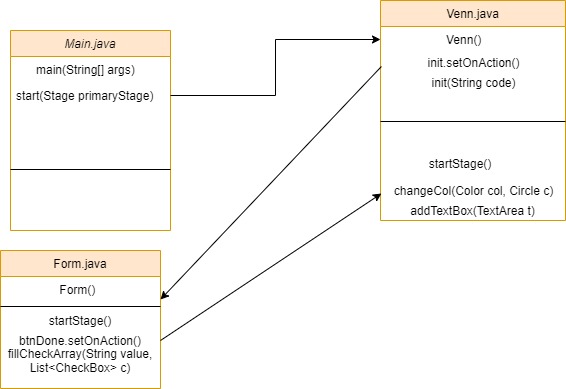 Main.java
main(String[] args)
start(Stage primaryStage)
Venn.java
Venn()
init.setOnAction()
init(String code)
startStage()
changeCol(Color col, Circle c)
addTextBox(TextArea t)
Form.java
Form()
startStage()
btnDone.setOnAction()
fillCheckArray(String value,
List<CheckBox> c)